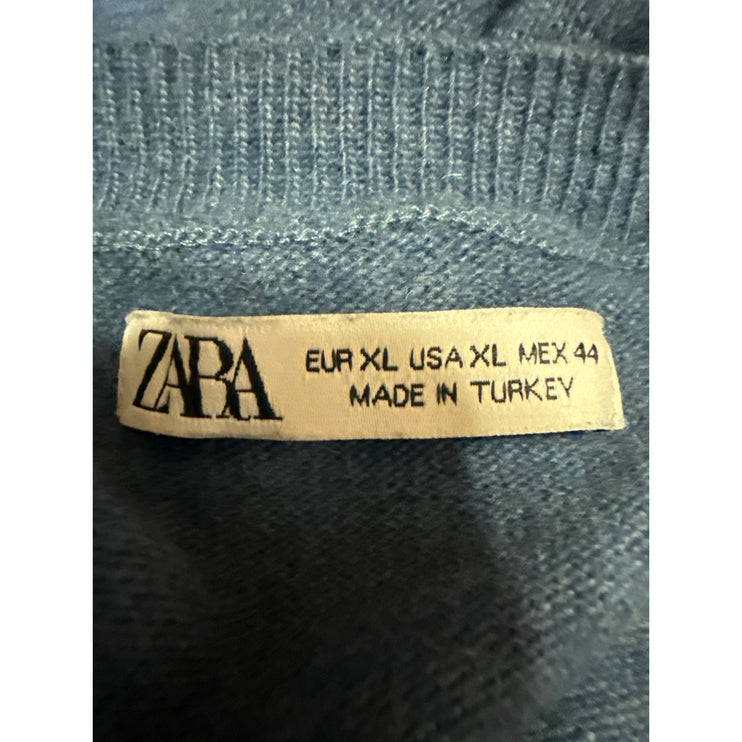 ZARA
EUR XL USA XL MEX 44
MADE IN TURKEY